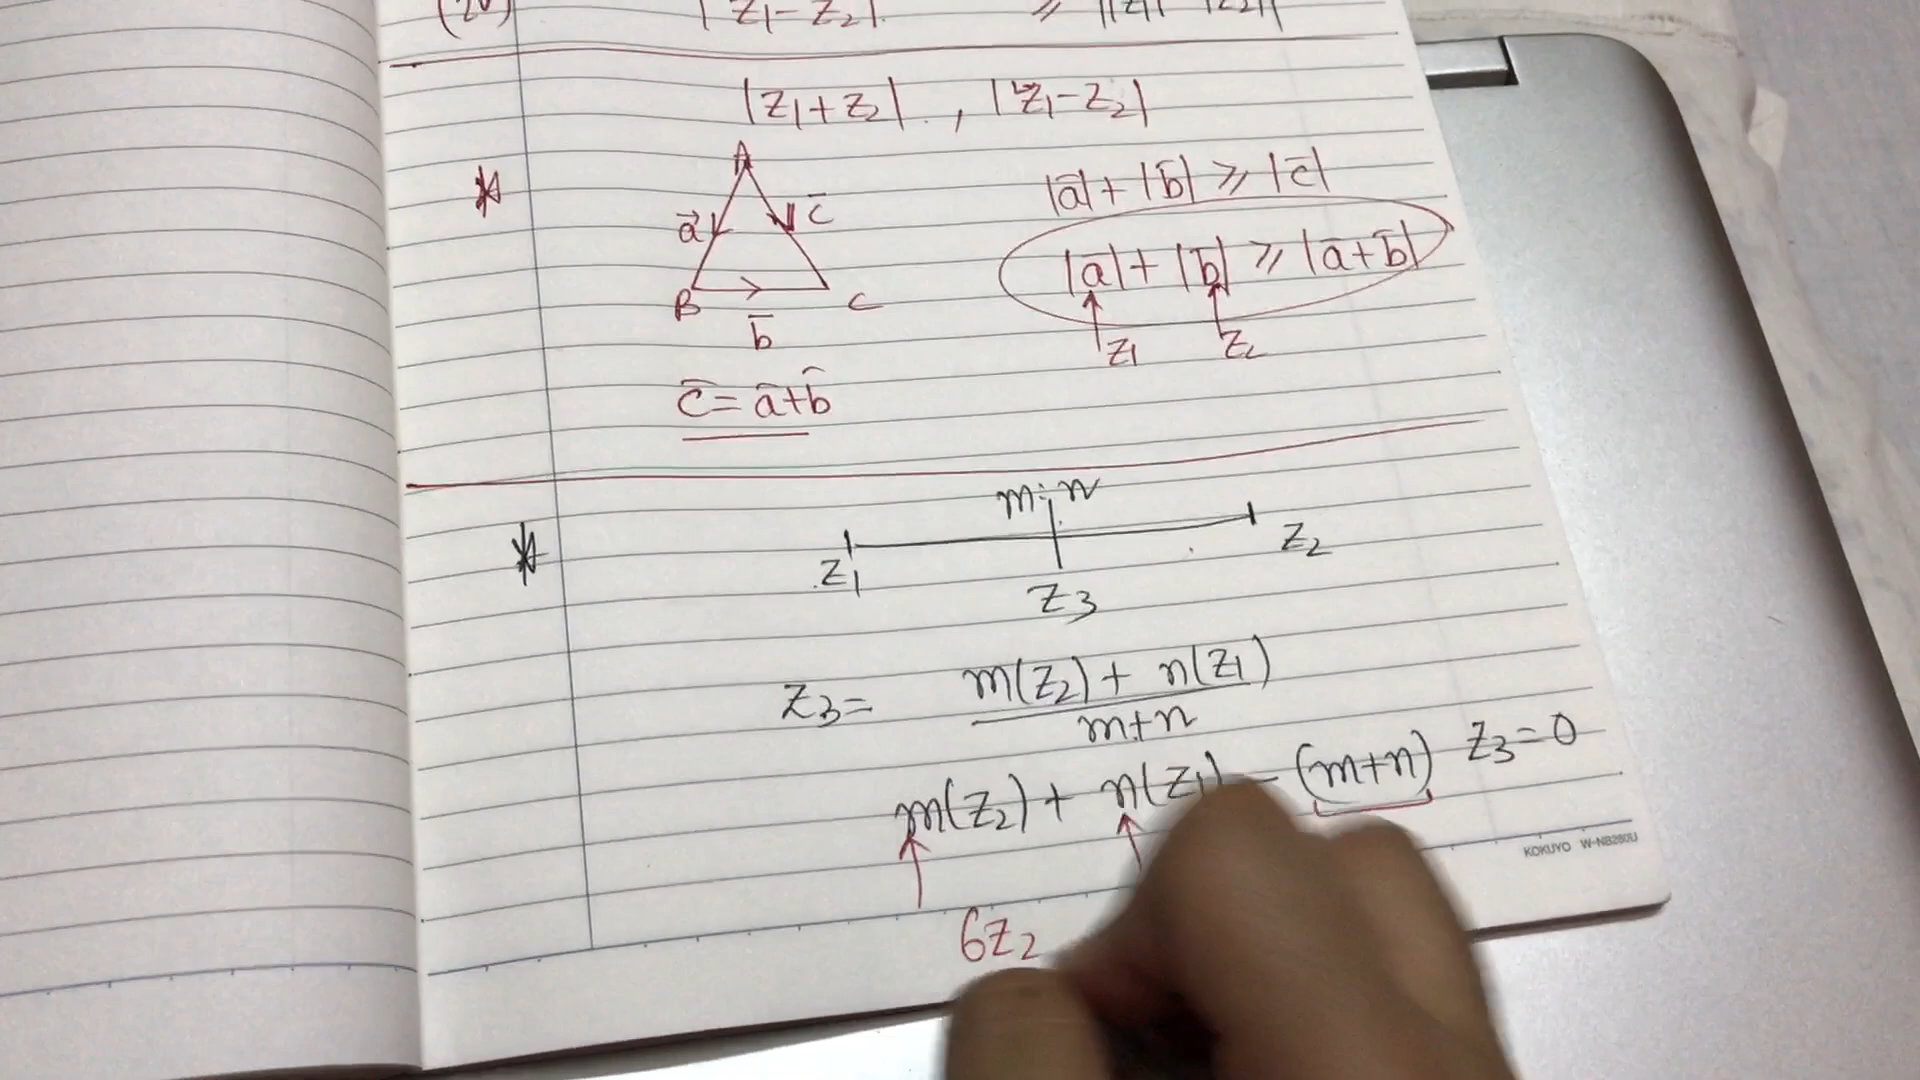 |z₁+z₂| , |z₁-z₂|
A
a⃗ c̄
B C
b̄
c̄ = ā+b̄
|ā| + |b̄| ⩾ |c̄|
|ā| + |b̄| ⩾ |ā+b̄|
z₁ z₂
m:n
z₁ z₂
z₃
z₃ = m(z₂) + n(z₁)
m+n
m(z₂) + n(z₁) - (m+n) z₃=0
KOKUYO W-NB280U
6z₂